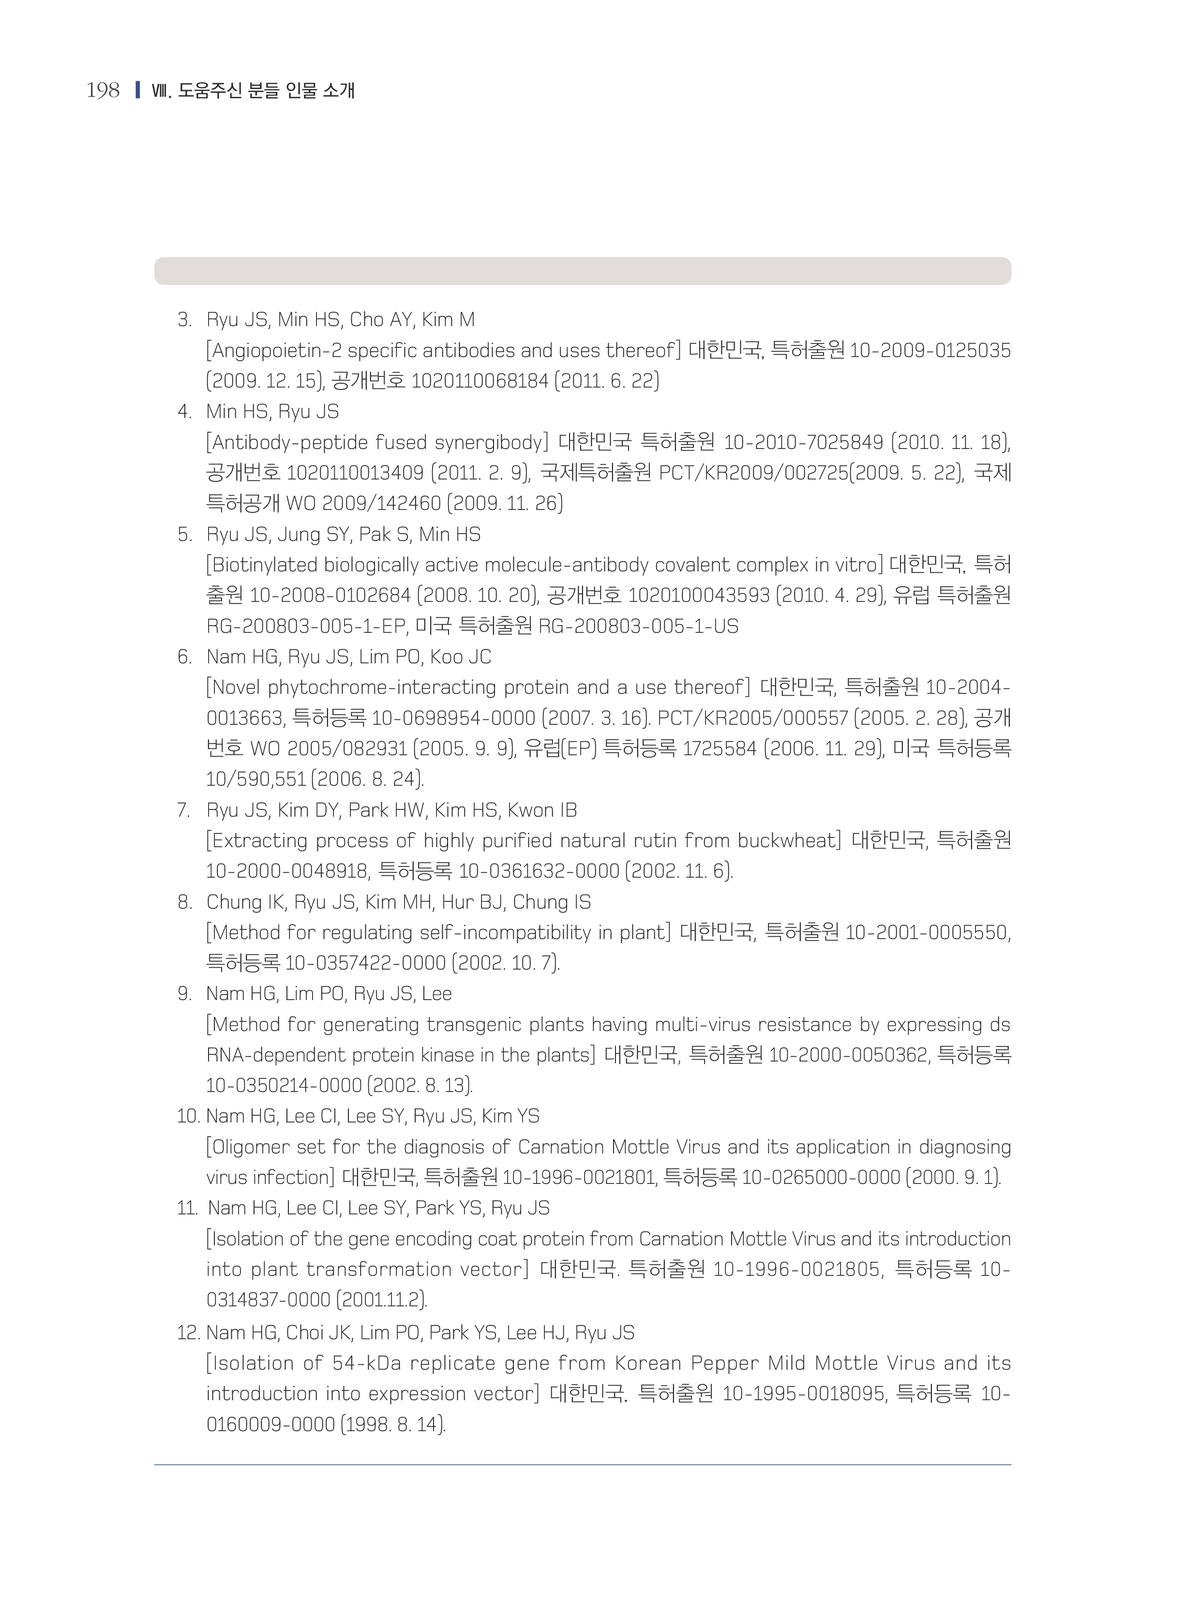 198 Ⅷ. 도움주신 분들 인물 소개
3. Ryu JS, Min HS, Cho AY, Kim M
[Angiopoietin-2 specific antibodies and uses thereof] 대한민국, 특허출원 10-2009-0125035
(2009. 12. 15), 공개번호 1020110068184 (2011. 6. 22)
4. Min HS, Ryu JS
[Antibody-peptide fused synergibody] 대한민국 특허출원 10-2010-7025849 (2010. 11. 18),
공개번호 1020110013409 (2011. 2. 9), 국제특허출원 PCT/KR2009/002725(2009. 5. 22), 국제
특허공개 WO 2009/142460 (2009. 11. 26)
5. Ryu JS, Jung SY, Pak S, Min HS
[Biotinylated biologically active molecule-antibody covalent complex in vitro] 대한민국, 특허
출원 10-2008-0102684 (2008. 10. 20), 공개번호 1020100043593 (2010. 4. 29), 유럽 특허출원
RG-200803-005-1-EP, 미국 특허출원 RG-200803-005-1-US
6. Nam HG, Ryu JS, Lim PO, Koo JC
[Novel phytochrome-interacting protein and a use thereof] 대한민국, 특허출원 10-2004-
0013663, 특허등록 10-0698954-0000 (2007. 3. 16). PCT/KR2005/000557 (2005. 2. 28), 공개
번호 WO 2005/082931 (2005. 9. 9), 유럽(EP) 특허등록 1725584 (2006. 11. 29), 미국 특허등록
10/590,551 (2006. 8. 24).
7. Ryu JS, Kim DY, Park HW, Kim HS, Kwon IB
[Extracting process of highly purified natural rutin from buckwheat] 대한민국, 특허출원
10-2000-0048918, 특허등록 10-0361632-0000 (2002. 11. 6).
8. Chung IK, Ryu JS, Kim MH, Hur BJ, Chung IS
[Method for regulating self-incompatibility in plant] 대한민국, 특허출원 10-2001-0005550,
특허등록 10-0357422-0000 (2002. 10. 7).
9. Nam HG, Lim PO, Ryu JS, Lee
[Method for generating transgenic plants having multi-virus resistance by expressing ds
RNA-dependent protein kinase in the plants] 대한민국, 특허출원 10-2000-0050362, 특허등록
10-0350214-0000 (2002. 8. 13).
10. Nam HG, Lee CI, Lee SY, Ryu JS, Kim YS
[Oligomer set for the diagnosis of Carnation Mottle Virus and its application in diagnosing
virus infection] 대한민국, 특허출원 10-1996-0021801, 특허등록 10-0265000-0000 (2000. 9. 1).
11. Nam HG, Lee CI, Lee SY, Park YS, Ryu JS
[Isolation of the gene encoding coat protein from Carnation Mottle Virus and its introduction
into plant transformation vector] 대한민국. 특허출원 10-1996-0021805, 특허등록 10-
0314837-0000 (2001.11.2).
12. Nam HG, Choi JK, Lim PO, Park YS, Lee HJ, Ryu JS
[Isolation of 54-kDa replicate gene from Korean Pepper Mild Mottle Virus and its
introduction into expression vector] 대한민국. 특허출원 10-1995-0018095, 특허등록 10-
0160009-0000 (1998. 8. 14).